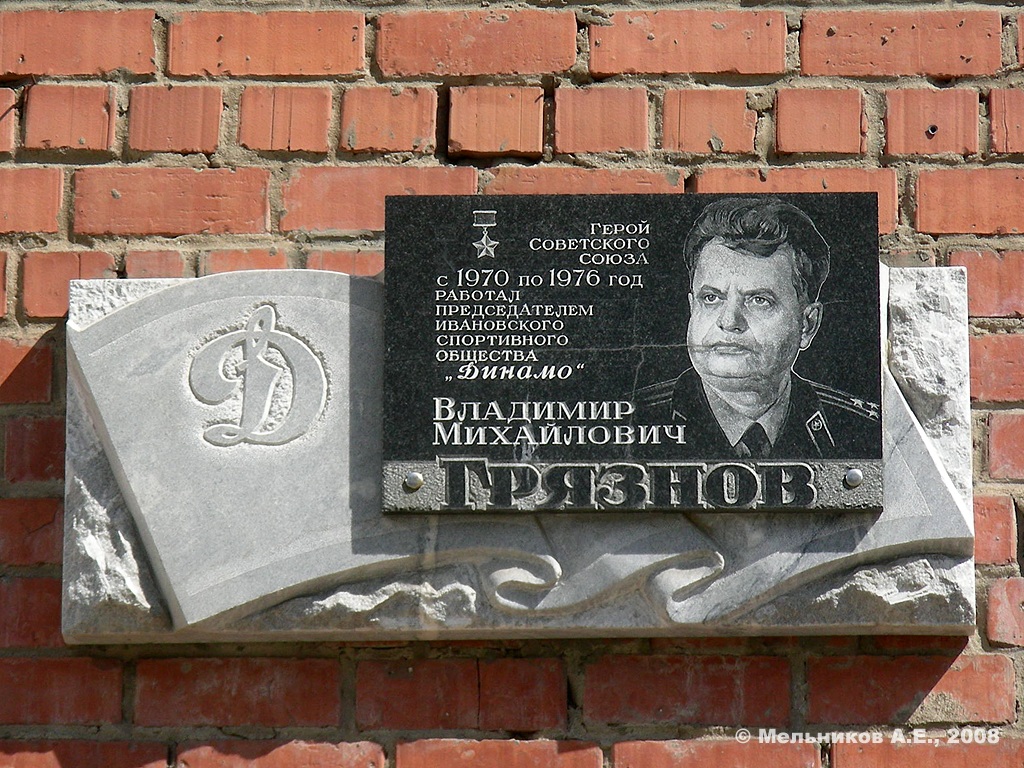 Д
Герой
Советского
Союза
с 1970 по 1976 год
работал
председателем
Ивановского
спортивного
общества
„Динамо“
Владимир
Михайлович
Грязнов
© Мельников А.Е., 2008